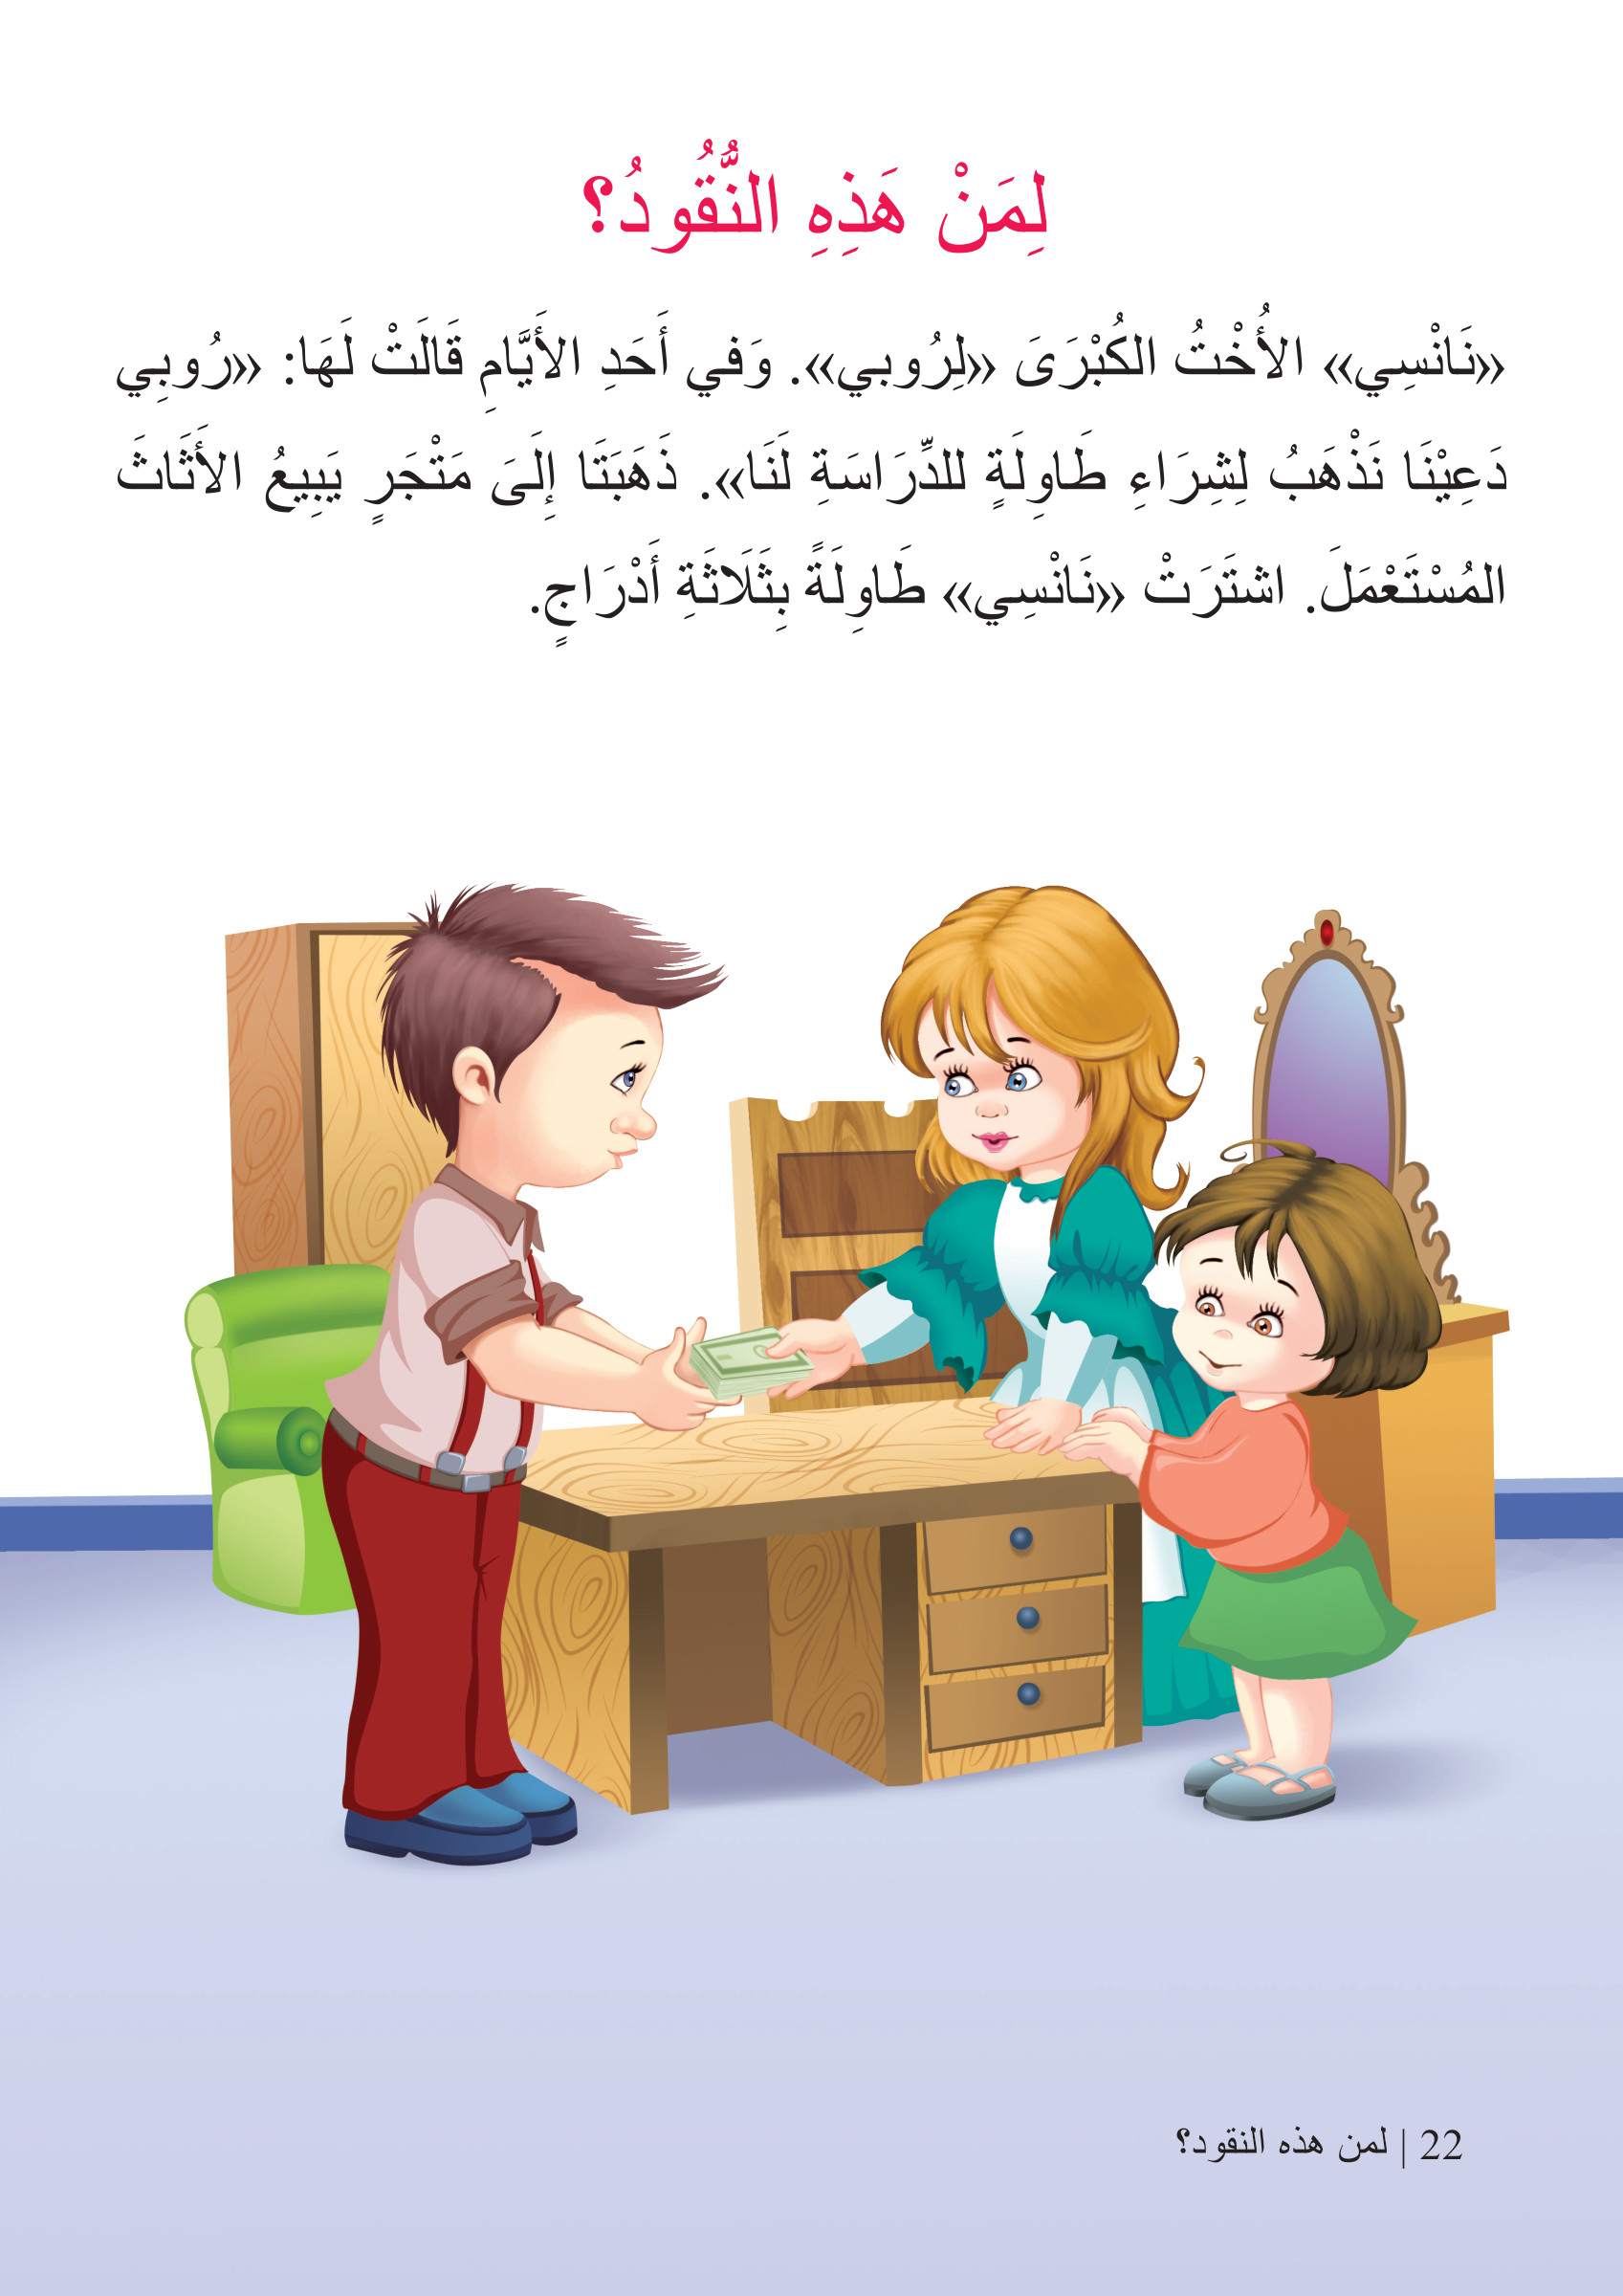 لِمَنْ هَذِهِ النُّقُودُ؟
«نَانْسِي» الأُخْتُ الكُبْرَىَ «لِرُوبي». وَفي أَحَدِ الأَيَّامِ قَالَتْ لَهَا: «رُوبِي
دَعِيْنَا نَذْهَبُ لِشِرَاءِ طَاوِلَةٍ للدِّرَاسَةِ لَنَا». ذَهَبَتَا إِلَىَ مَتْجَرٍ يَبِيعُ الأَثَاثَ
المُسْتَعْمَلَ. اشتَرَتْ «نَانْسِي» طَاوِلَةً بِثَلَاثَةِ أَدْرَاجٍ.
22 | لمن هذه النقود؟